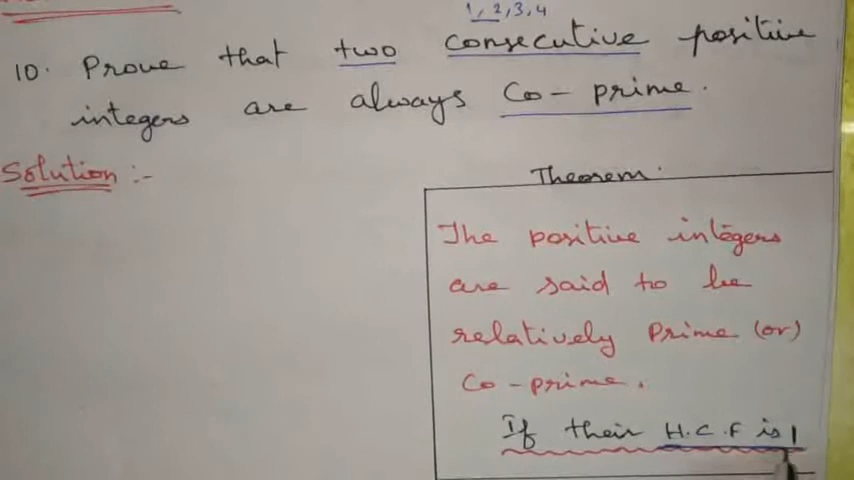 1, 2, 3, 4
10. Prove that two consecutive positive
integers are always Co-prime.
Solution :-
Theorem.
The positive integers
are said to be
relatively Prime (or)
Co-prime.
If their H.C.F is 1